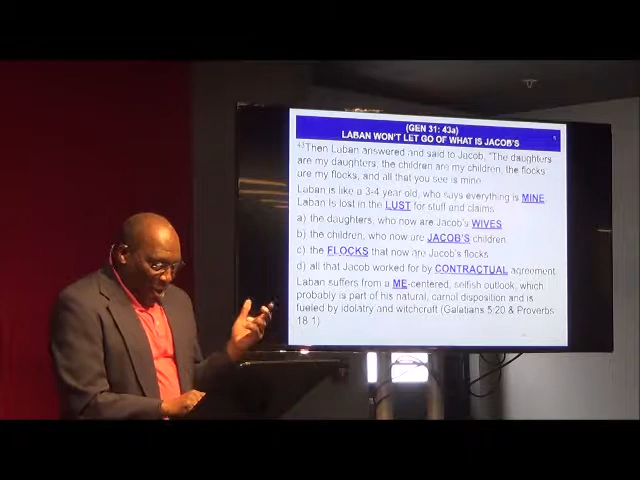 (GEN 31: 43a)
LABAN WON'T LET GO OF WHAT IS JACOB'S
43Then Laban answered and said to Jacob, "The daughters
are my daughters, the children are my children, the flocks
are my flocks, and all that you see is mine
Laban is like a 3-4 year old, who says everything is MINE.
Laban is lost in the LUST for stuff and claims
a) the daughters, who now are Jacob's WIVES
b) the children, who now are JACOB'S children
c) the FLOCKS that now are Jacob's flocks
d) all that Jacob worked for by CONTRACTUAL agreement
Laban suffers from a ME-centered, selfish outlook, which
probably is part of his natural, carnal disposition and is
fueled by idolatry and witchcraft (Galatians 5:20 & Proverbs
18:1)